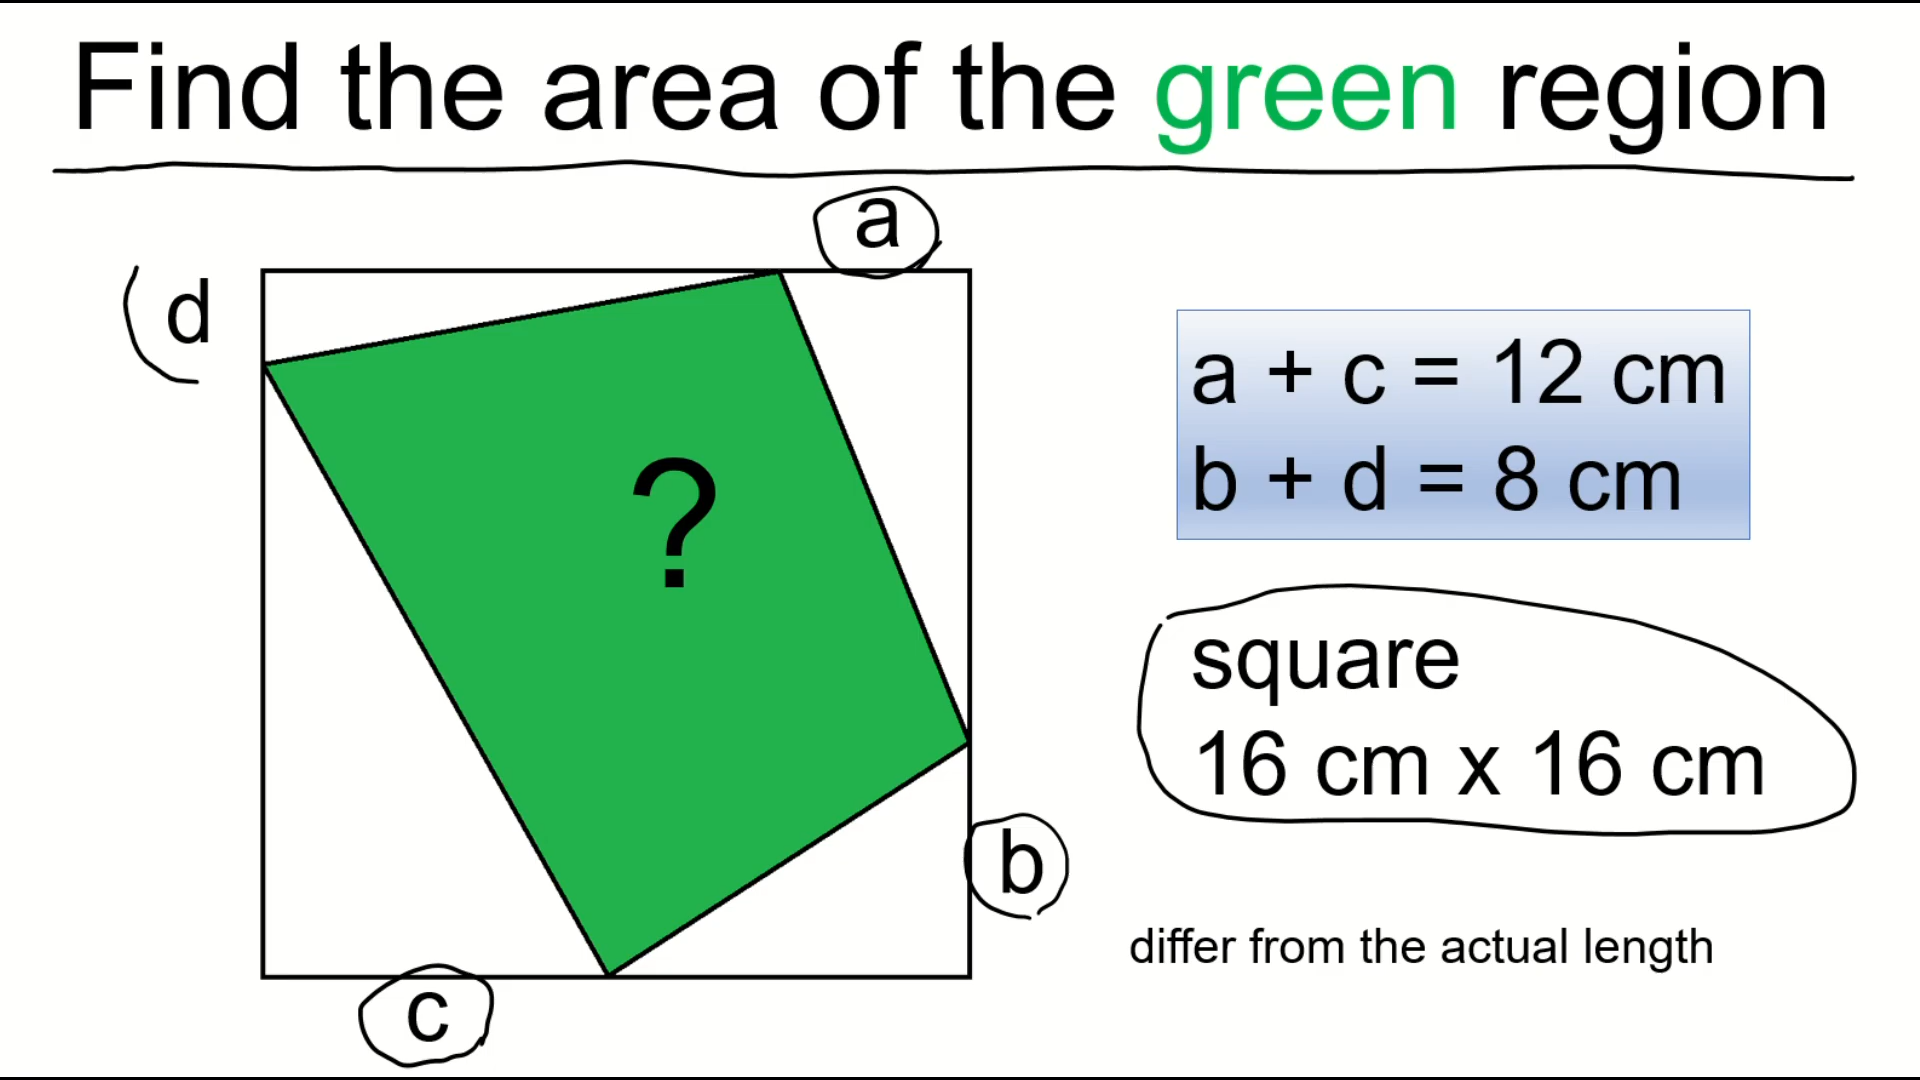 Find the area of the green region
a
d
?
b
c
a + c = 12 cm
b + d = 8 cm
square
16 cm x 16 cm
differ from the actual length